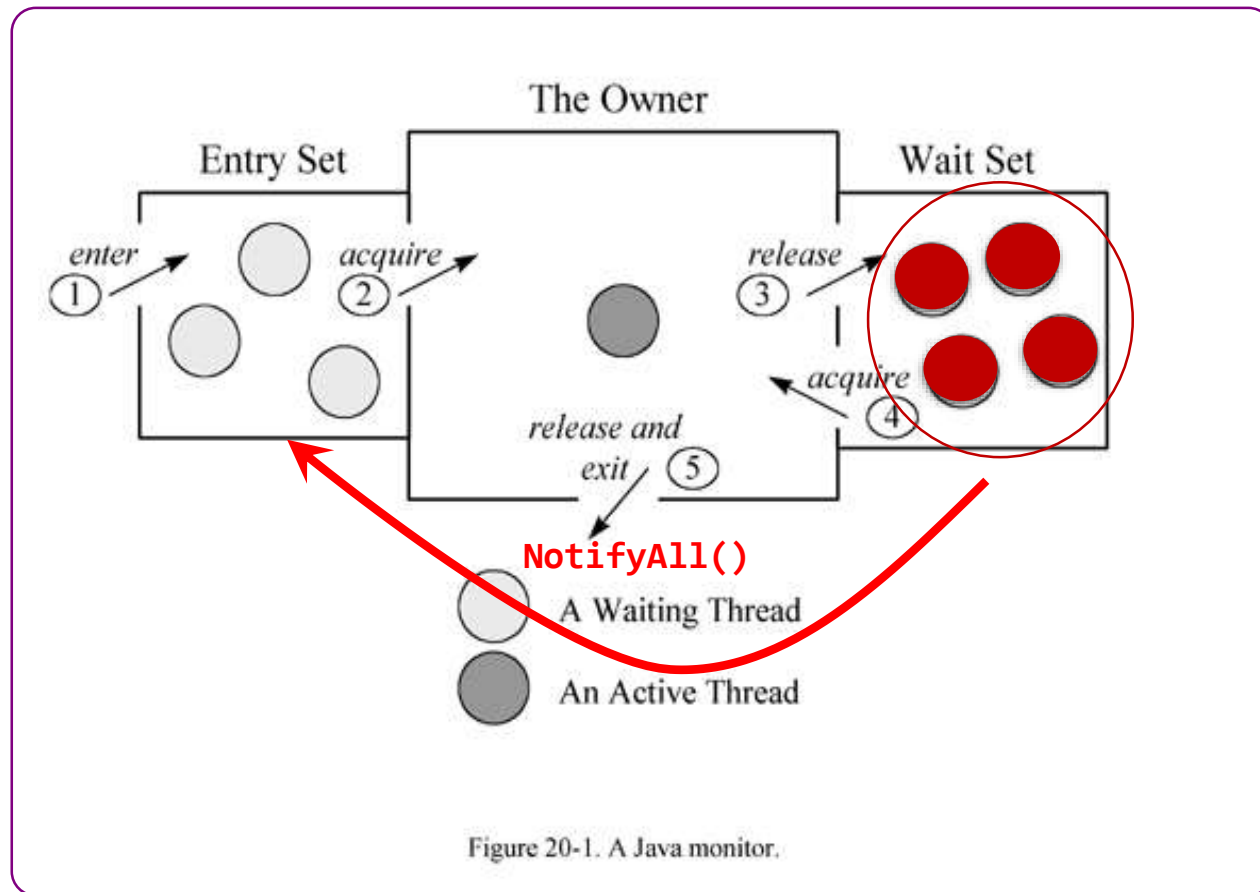 The Owner
Entry Set
Wait Set
enter
1
acquire
2
release
3
acquire
4
release and
exit
5
NotifyAll()
A Waiting Thread
An Active Thread
Figure 20-1. A Java monitor.